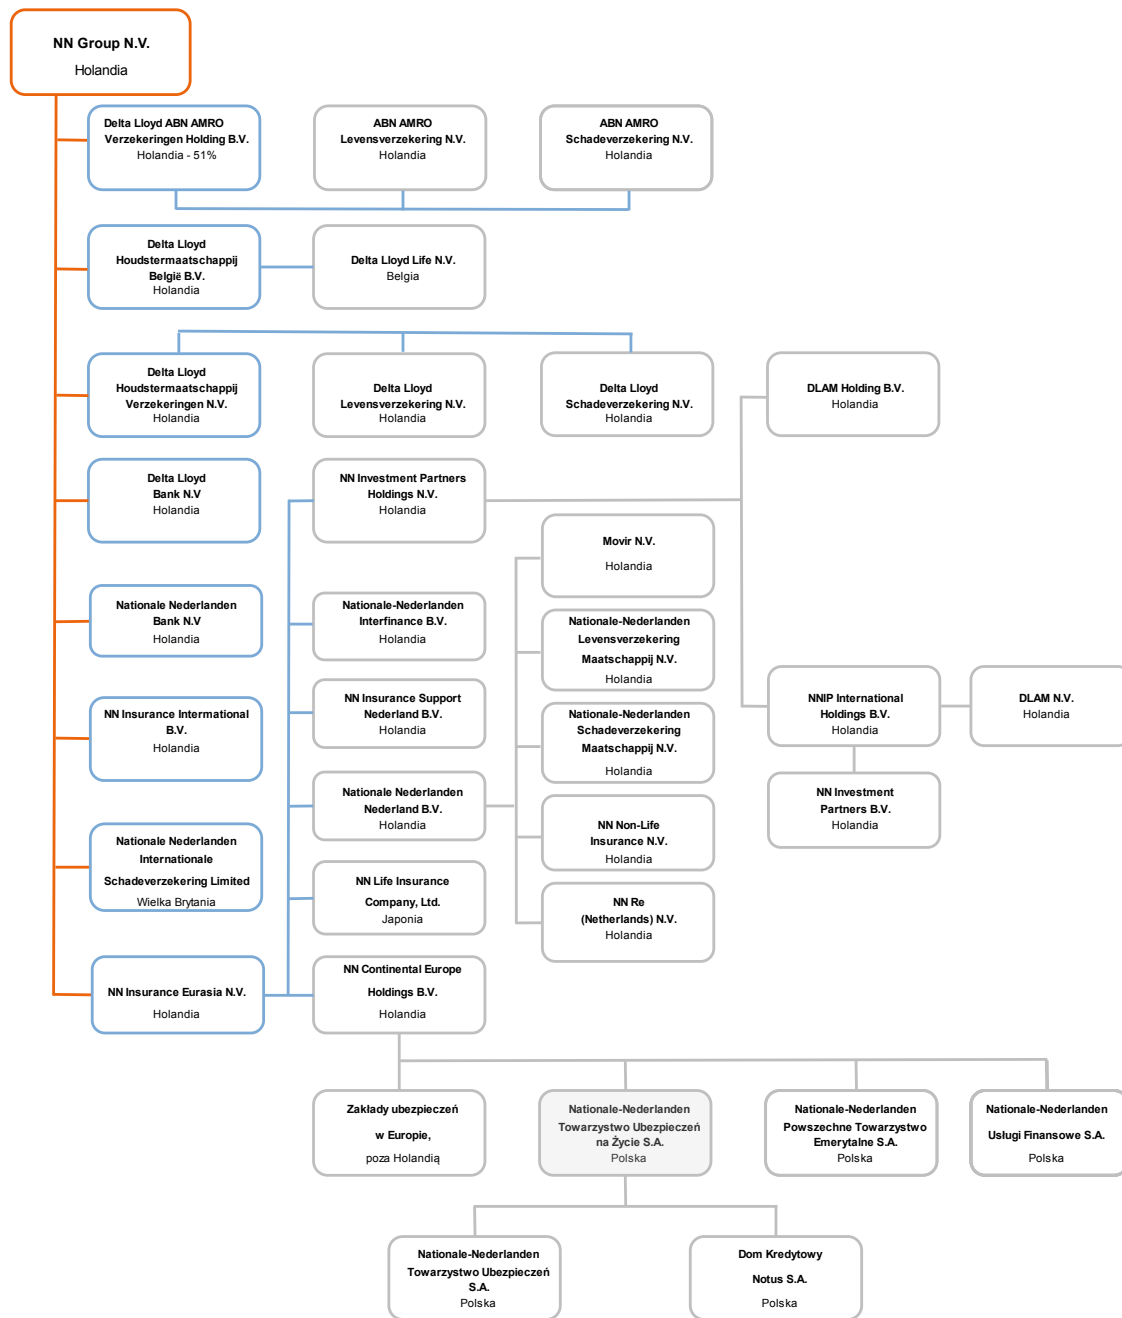 NN Group N.V.
Holandia
Delta Lloyd ABN AMRO
Verzekeringen Holding B.V.
Holandia - 51%
ABN AMRO
Levensverzekering N.V.
Holandia
ABN AMRO
Schadeverzekering N.V.
Holandia
Delta Lloyd
Houdstermaatschappij
België B.V.
Holandia
Delta Lloyd Life N.V.
Belgia
Delta Lloyd
Houdstermaatschappij
Verzekeringen N.V.
Holandia
Delta Lloyd
Levensverzekering N.V.
Holandia
Delta Lloyd
Schadeverzekering N.V.
Holandia
DLAM Holding B.V.
Holandia
Delta Lloyd
Bank N.V
Holandia
NN Investment Partners
Holdings N.V.
Holandia
Movir N.V.
Holandia
Nationale Nederlanden
Bank N.V
Holandia
Nationale-Nederlanden
Interfinance B.V.
Holandia
Nationale-Nederlanden
Levensverzekering
Maatschappij N.V.
Holandia
NN Insurance International
B.V.
Holandia
NN Insurance Support
Nederland B.V.
Holandia
Nationale-Nederlanden
Schadeverzekering
Maatschappij N.V.
Holandia
NNIP International
Holdings B.V.
Holandia
DLAM N.V.
Holandia
Nationale Nederlanden
Nederland B.V.
Holandia
NN Non-Life
Insurance N.V.
Holandia
NN Investment
Partners B.V.
Holandia
Nationale Nederlanden
Internationale
Schadeverzekering Limited
Wielka Brytania
NN Life Insurance
Company, Ltd.
Japonia
NN Re
(Netherlands) N.V.
Holandia
NN Insurance Eurasia N.V.
Holandia
NN Continental Europe
Holdings B.V.
Holandia
Zakłady ubezpieczeń
w Europie,
poza Holandią
Nationale-Nederlanden
Towarzystwo Ubezpieczeń
na Życie S.A.
Polska
Nationale-Nederlanden
Powszechne Towarzystwo
Emerytalne S.A.
Polska
Nationale-Nederlanden
Usługi Finansowe S.A.
Polska
Nationale-Nederlanden
Towarzystwo Ubezpieczeń
S.A.
Polska
Dom Kredytowy
Notus S.A.
Polska